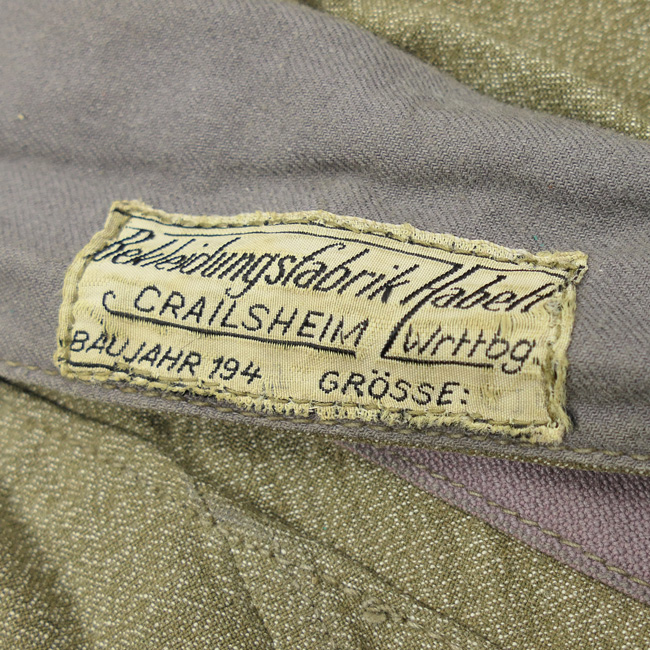 Bekleidungsfabrik Habelt
CRAILSHEIM Wrttbg.
BAUJAHR 194 GRÖSSE: